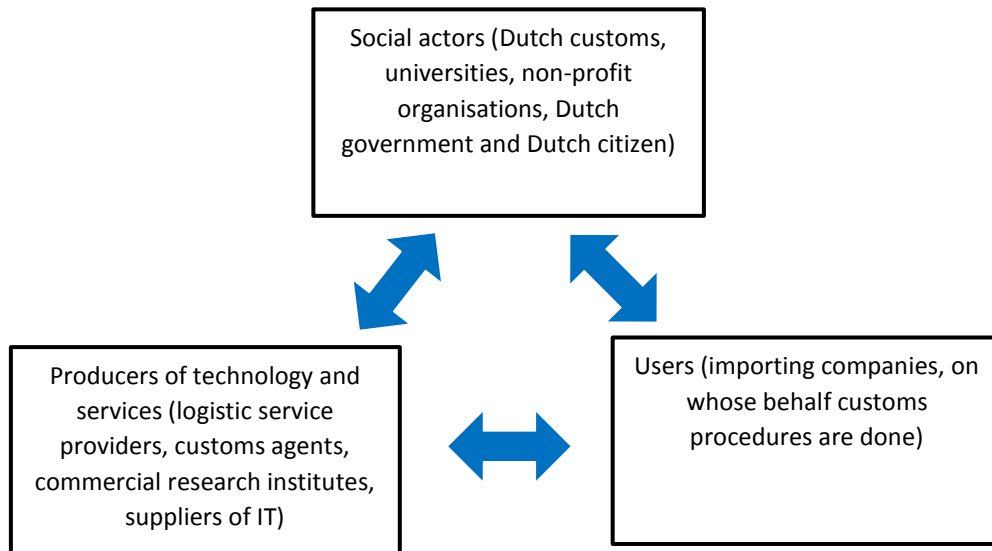 Social actors (Dutch customs,
universities, non-profit
organisations, Dutch
government and Dutch citizen)
Producers of technology and
services (logistic service
providers, customs agents,
commercial research institutes,
suppliers of IT)
Users (importing companies, on
whose behalf customs
procedures are done)